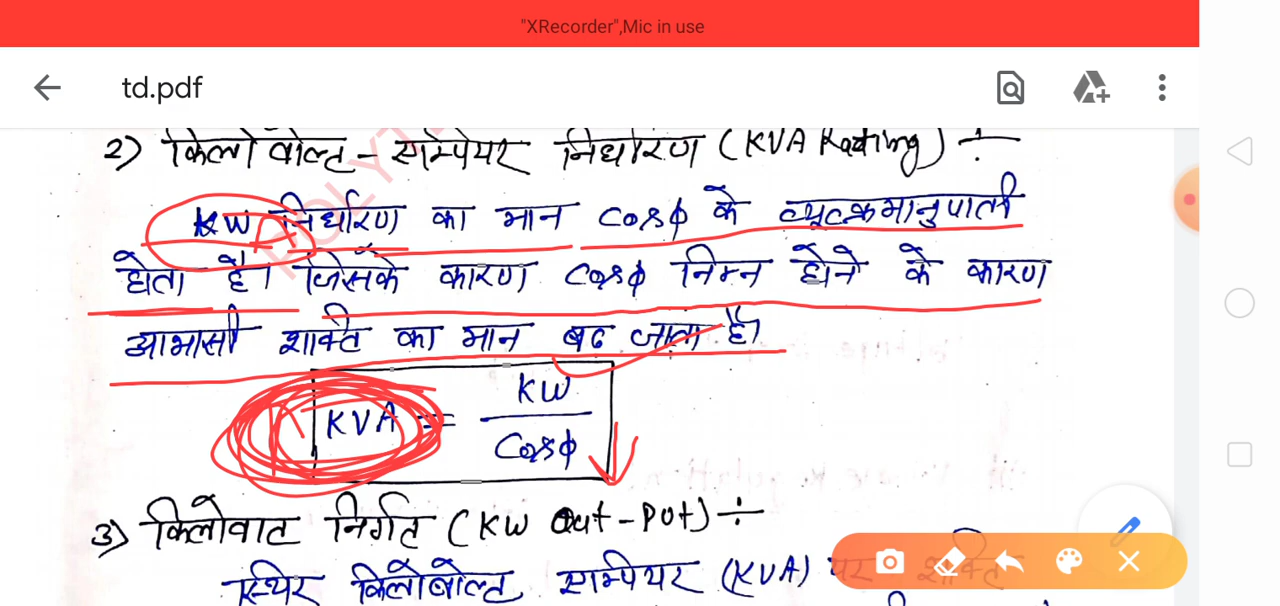 "XRecorder",Mic in use
td.pdf
2) किलोवोल्ट - एम्पियर निर्धारण (KVA Rating) ÷
KW निर्धारण का मान Cosϕ के व्युत्क्रमानुपाती
होता है। जिसके कारण Cosϕ निम्न होने के कारण
आभासी शक्ति का मान बढ जाता है।
KVA = KW / Cosϕ
3) किलोवाट निर्गत (KW Out-Put) ÷
स्थिर किलोवोल्ट एम्पियर (KVA) पर शक्ति